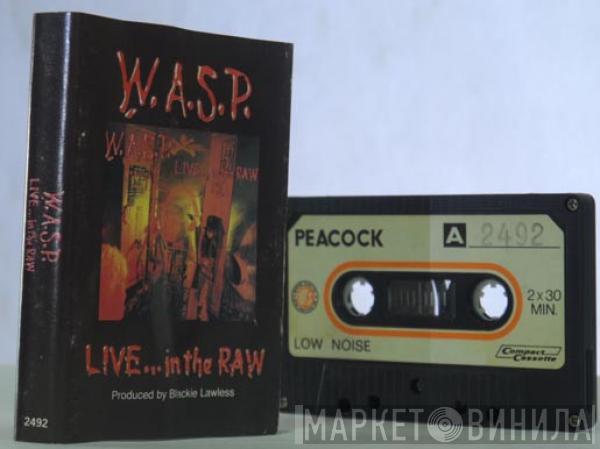 W.A.S.P.
W.A.S.P.
LIVE
RAW
LIVE...in the RAW
Produced by Blackie Lawless
W.A.S.P.
LIVE...in the RAW
2492
PEACOCK
A 2492
2x30
MIN.
LOW NOISE
Compact
Cassette
МАРКЕТ ВИНИЛА